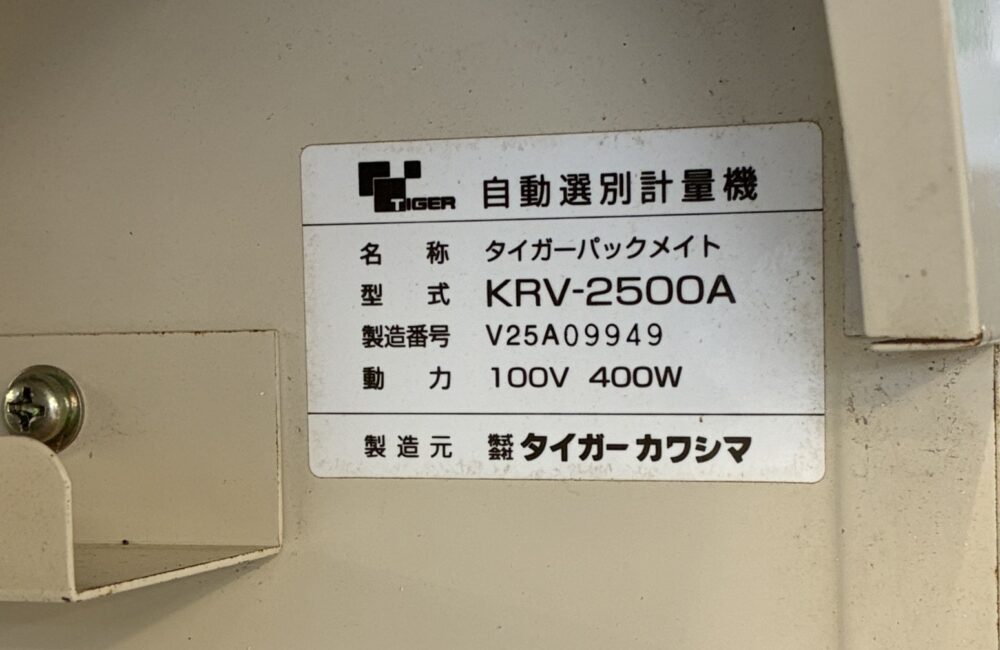 TIGER 自動選別計量機
名称 タイガーパックメイト
型式 KRV-2500A
製造番号 V25A09949
動力 100V 400W
製造元 株式会社 タイガーカワシマ